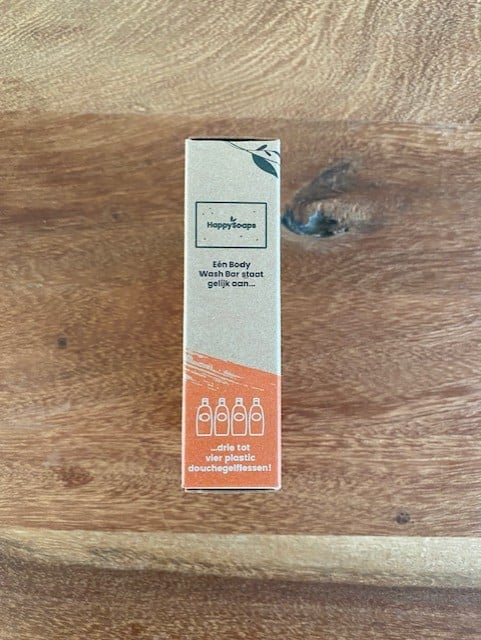 HappySoaps
Eén Body
Wash Bar staat
gelijk aan...
...drie tot
vier plastic
douchegelflessen!